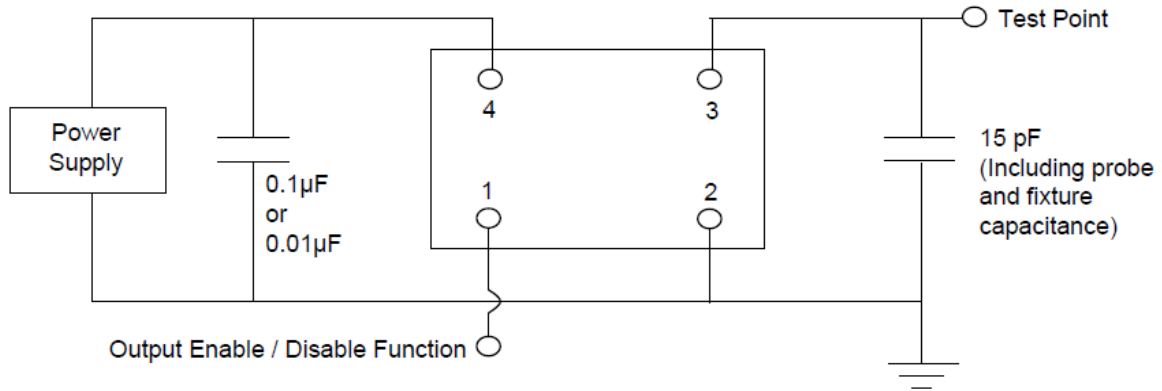 Test Point
4
3
Power
Supply
15 pF
(Including probe
and fixture
capacitance)
0.1µF
or
0.01µF
1
2
Output Enable / Disable Function